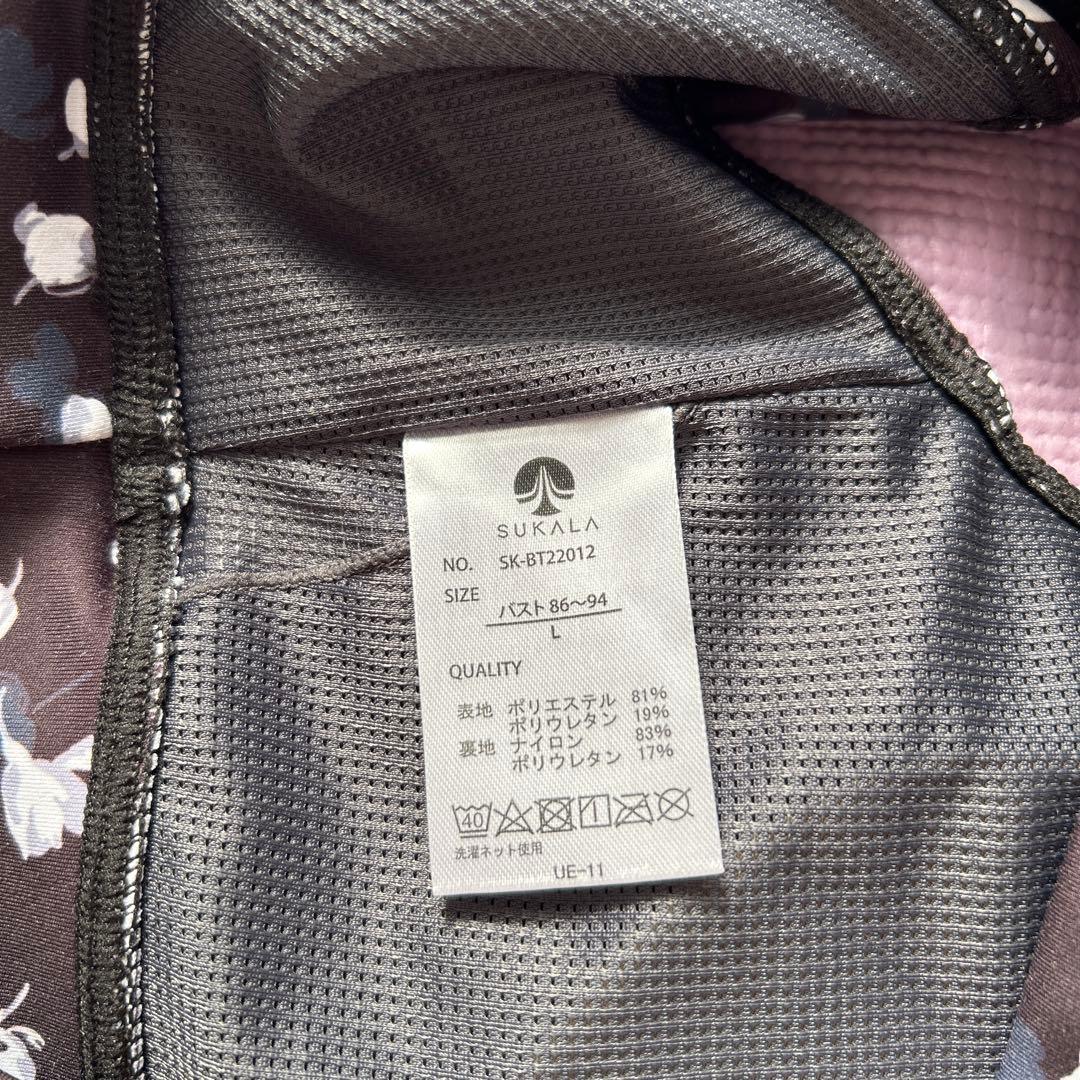 SUKALA
NO. SK-BT22012
SIZE バスト 86〜94
L
QUALITY
表地 ポリエステル 81%
ポリウレタン 19%
裏地 ナイロン 83%
ポリウレタン 17%
40
洗濯ネット使用
UE-11